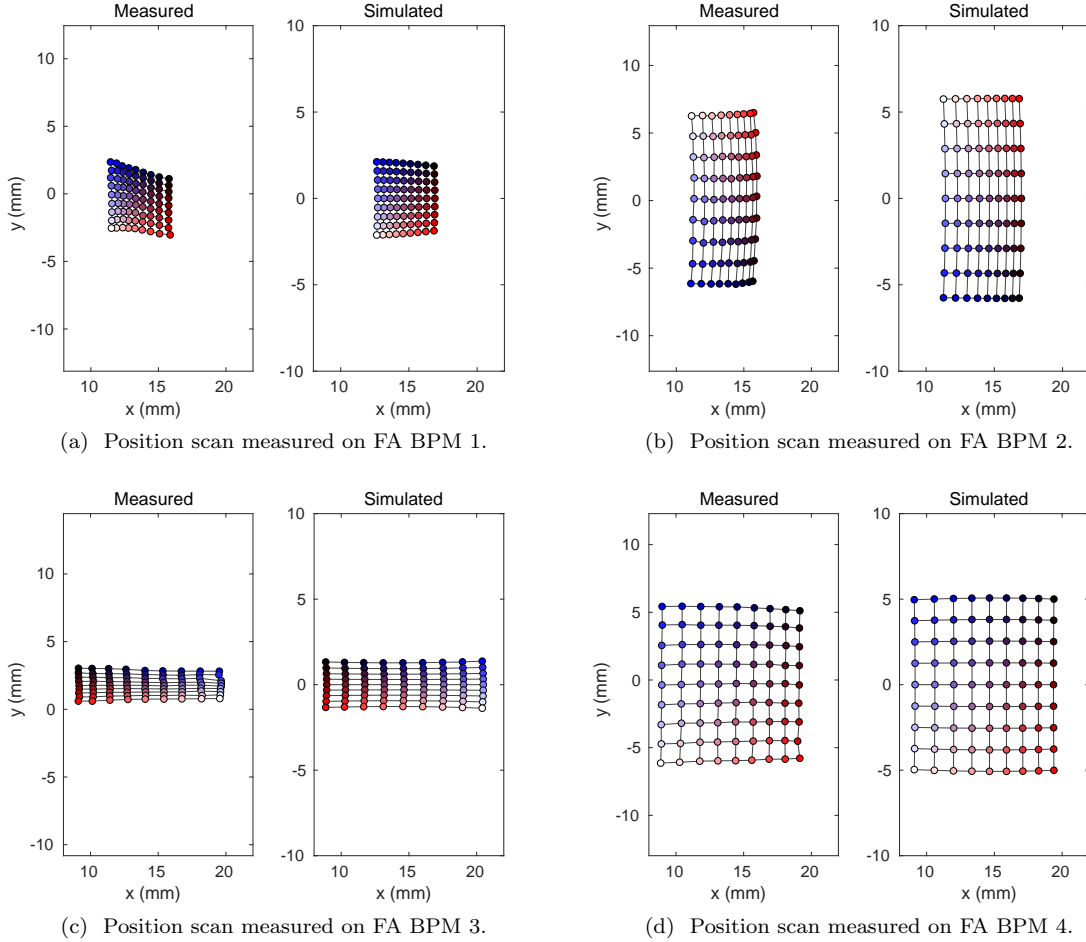 Measured
Simulated
Measured
Simulated
10
5
0
-5
-10
y (mm)
10
15
20
x (mm)
10
5
0
-5
-10
10
15
20
x (mm)
10
5
0
-5
-10
y (mm)
10
15
20
x (mm)
10
5
0
-5
-10
10
15
20
x (mm)
(a) Position scan measured on FA BPM 1.
(b) Position scan measured on FA BPM 2.
Measured
Simulated
Measured
Simulated
10
5
0
-5
-10
y (mm)
10
15
20
x (mm)
10
5
0
-5
-10
10
15
20
x (mm)
10
5
0
-5
-10
y (mm)
10
15
20
x (mm)
10
5
0
-5
-10
10
15
20
x (mm)
(c) Position scan measured on FA BPM 3.
(d) Position scan measured on FA BPM 4.